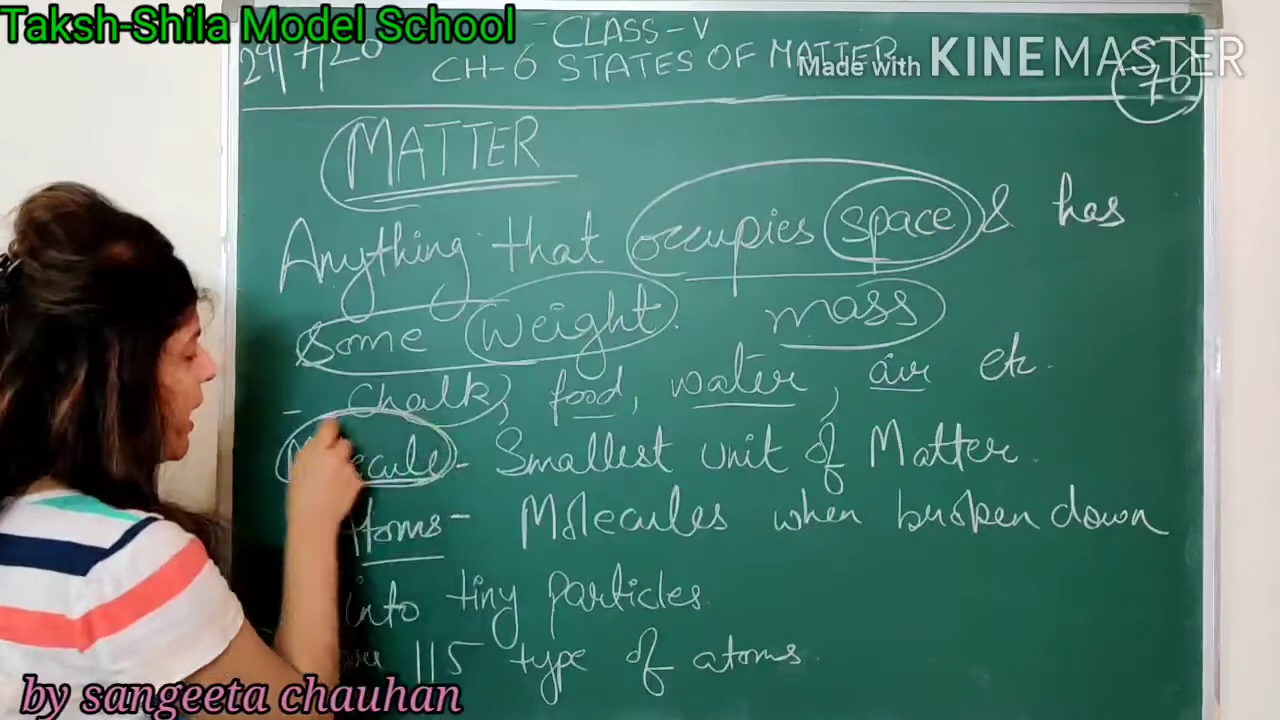 Taksh-Shila Model School
29/7/20
CLASS-V
CH-6 STATES OF MATTER
Made with KINEMASTER
76
MATTER
Anything that occupies space & has
some weight. mass
- chalk, food, water, air etc.
Molecule - Smallest unit of Matter.
Atoms - Molecules when broken down
into tiny particles
115 type of atoms
by sangeeta chauhan